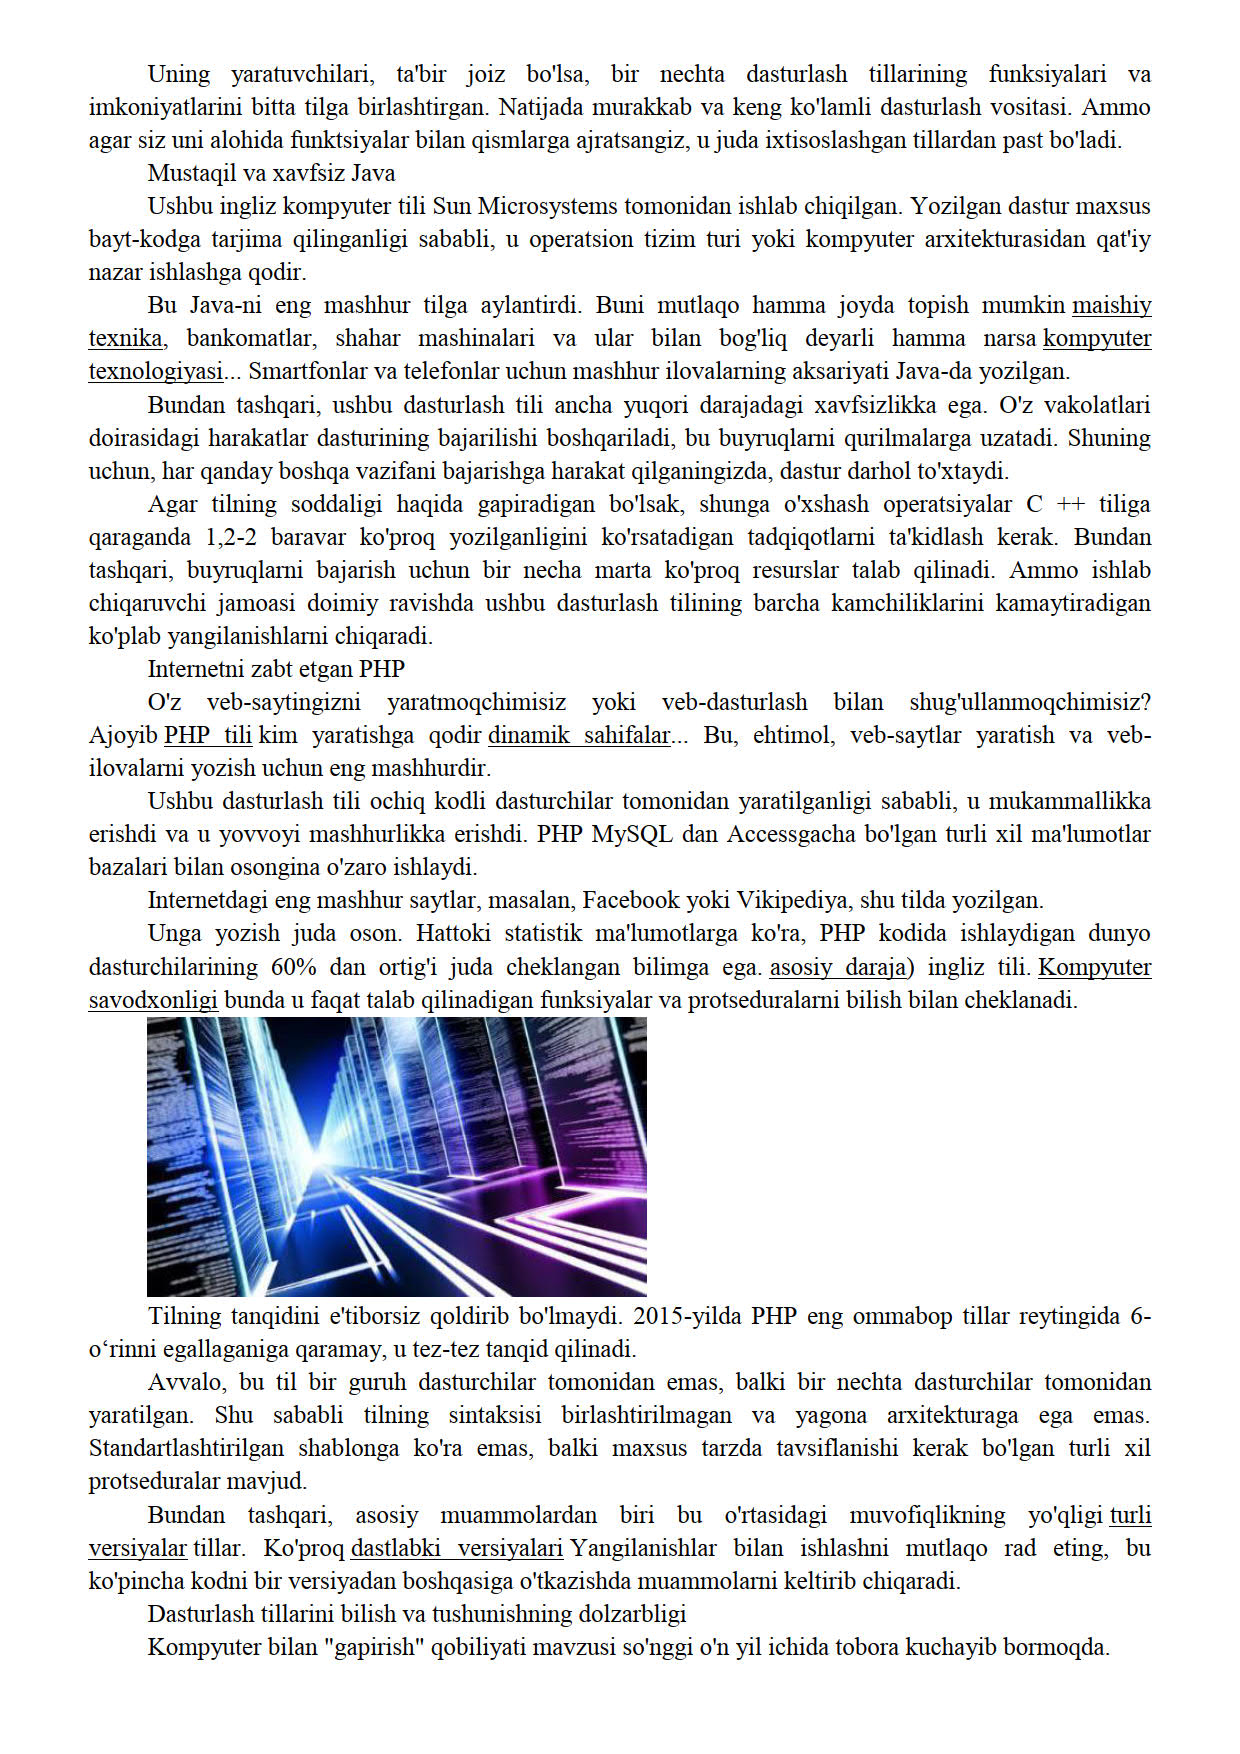 Uning yaratuvchilari, ta'bir joiz bo'lsa, bir nechta dasturlash tillarining funksiyalari va
imkoniyatlarini bitta tilga birlashtirgan. Natijada murakkab va keng ko'lamli dasturlash vositasi. Ammo
agar siz uni alohida funktsiyalar bilan qismlarga ajratsangiz, u juda ixtisoslashgan tillardan past bo'ladi.
Mustaqil va xavfsiz Java
Ushbu ingliz kompyuter tili Sun Microsystems tomonidan ishlab chiqilgan. Yozilgan dastur maxsus
bayt-kodga tarjima qilinganligi sababli, u operatsion tizim turi yoki kompyuter arxitekturasidan qat'iy
nazar ishlashga qodir.
Bu Java-ni eng mashhur tilga aylantirdi. Buni mutlaqo hamma joyda topish mumkin maishiy
texnika, bankomatlar, shahar mashinalari va ular bilan bog'liq deyarli hamma narsa kompyuter
texnologiyasi... Smartfonlar va telefonlar uchun mashhur ilovalarning aksariyati Java-da yozilgan.
Bundan tashqari, ushbu dasturlash tili ancha yuqori darajadagi xavfsizlikka ega. O'z vakolatlari
doirasidagi harakatlar dasturining bajarilishi boshqariladi, bu buyruqlarni qurilmalarga uzatadi. Shuning
uchun, har qanday boshqa vazifani bajarishga harakat qilganingizda, dastur darhol to'xtaydi.
Agar tilning soddaligi haqida gapiradigan bo'lsak, shunga o'xshash operatsiyalar C ++ tiliga
qaraganda 1,2-2 baravar ko'proq yozilganligini ko'rsatadigan tadqiqotlarni ta'kidlash kerak. Bundan
tashqari, buyruqlarni bajarish uchun bir necha marta ko'proq resurslar talab qilinadi. Ammo ishlab
chiqaruvchi jamoasi doimiy ravishda ushbu dasturlash tilining barcha kamchiliklarini kamaytiradigan
ko'plab yangilanishlarni chiqaradi.
Internetni zabt etgan PHP
O'z veb-saytingizni yaratmoqchimisiz yoki veb-dasturlash bilan shug'ullanmoqchimisiz?
Ajoyib PHP tili kim yaratishga qodir dinamik sahifalar... Bu, ehtimol, veb-saytlar yaratish va veb-
ilovalarni yozish uchun eng mashhurdir.
Ushbu dasturlash tili ochiq kodli dasturchilar tomonidan yaratilganligi sababli, u mukammallikka
erishdi va u yovvoyi mashhurlikka erishdi. PHP MySQL dan Accessgacha bo'lgan turli xil ma'lumotlar
bazalari bilan osongina o'zaro ishlaydi.
Internetdagi eng mashhur saytlar, masalan, Facebook yoki Vikipediya, shu tilda yozilgan.
Unga yozish juda oson. Hattoki statistik ma'lumotlarga ko'ra, PHP kodida ishlaydigan dunyo
dasturchilarining 60% dan ortig'i juda cheklangan bilimga ega. asosiy daraja) ingliz tili. Kompyuter
savodxonligi bunda u faqat talab qilinadigan funksiyalar va protseduralarni bilish bilan cheklanadi.
Tilning tanqidini e'tiborsiz qoldirib bo'lmaydi. 2015-yilda PHP eng ommabop tillar reytingida 6-
o‘rinni egallaganiga qaramay, u tez-tez tanqid qilinadi.
Avvalo, bu til bir guruh dasturchilar tomonidan emas, balki bir nechta dasturchilar tomonidan
yaratilgan. Shu sababli tilning sintaksisi birlashtirilmagan va yagona arxitekturaga ega emas.
Standartlashtirilgan shablonga ko'ra emas, balki maxsus tarzda tavsiflanishi kerak bo'lgan turli xil
protseduralar mavjud.
Bundan tashqari, asosiy muammolardan biri bu o'rtasidagi muvofiqlikning yo'qligi turli
versiyalar tillar. Ko'proq dastlabki versiyalari Yangilanishlar bilan ishlashni mutlaqo rad eting, bu
ko'pincha kodni bir versiyadan boshqasiga o'tkazishda muammolarni keltirib chiqaradi.
Dasturlash tillarini bilish va tushunishning dolzarbligi
Kompyuter bilan "gapirish" qobiliyati mavzusi so'nggi o'n yil ichida tobora kuchayib bormoqda.